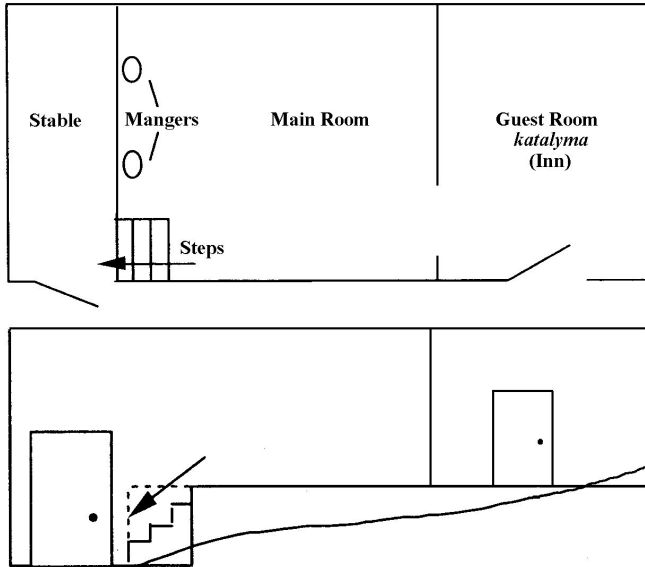 Stable
Mangers
Main Room
Guest Room
katalyma
(Inn)
Steps